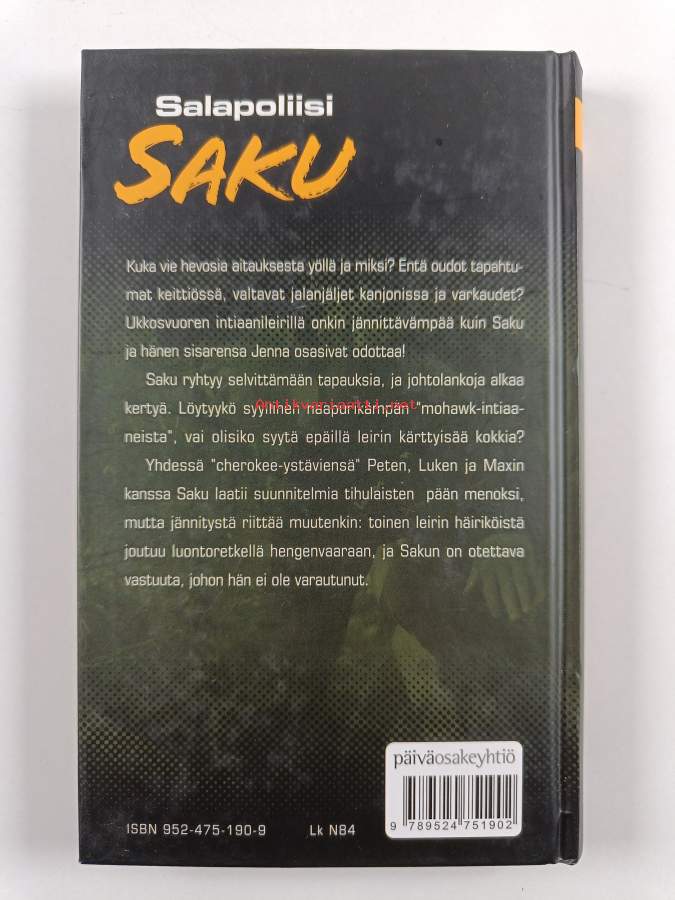 Salapoliisi
SAKU
Kuka vie hevosia aitauksesta yöllä ja miksi? Entä oudot tapahtu-
mat keittiössä, valtavat jalanjäljet kanjonissa ja varkaudet?
Ukkosvuoren intiaanileirillä onkin jännittävämpää kuin Saku
ja hänen sisarensa Jenna osasivat odottaa!
Saku ryhtyy selvittämään tapauksia, ja johtolankoja alkaa
Antikvariaatti.net
kertyä. Löytyykö syyllinen naapurikämpän "mohawk-intiaa-
neista", vai olisiko syytä epäillä leirin kärttyisää kokkia?
Yhdessä "cherokee-ystäviensä" Peten, Luken ja Maxin
kanssa Saku laatii suunnitelmia tihulaisten pään menoksi,
mutta jännitystä riittää muutenkin: toinen leirin häiriköistä
joutuu luontoretkellä hengenvaaraan, ja Sakun on otettava
vastuuta, johon hän ei ole varautunut.
päiväosakeyhtiö
ISBN 952-475-190-9 Lk N84
9 789524 751902